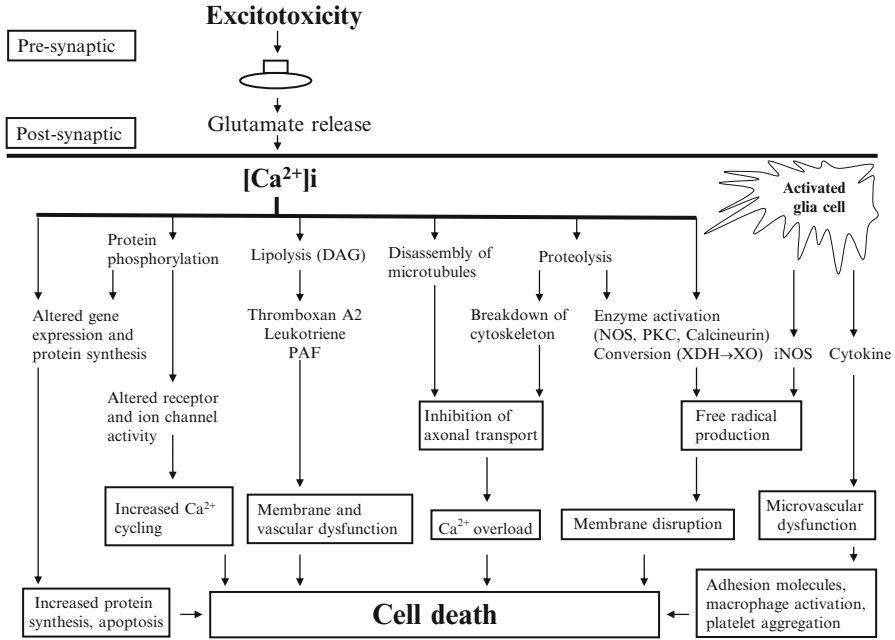 Excitotoxicity
Pre-synaptic
Post-synaptic
Glutamate release
[Ca²⁺]i
Activated
glia cell
Protein
phosphorylation
Lipolysis (DAG)
Disassembly of
microtubules
Proteolysis
Altered gene
expression and
protein synthesis
Thromboxan A2
Leukotriene
PAF
Breakdown of
cytoskeleton
Enzyme activation
(NOS, PKC, Calcineurin)
Conversion (XDH→XO)
iNOS
Cytokine
Altered receptor
and ion channel
activity
Inhibition of
axonal transport
Free radical
production
Increased Ca²⁺
cycling
Membrane and
vascular dysfunction
Ca²⁺ overload
Membrane disruption
Microvascular
dysfunction
Increased protein
synthesis, apoptosis
Cell death
Adhesion molecules,
macrophage activation,
platelet aggregation